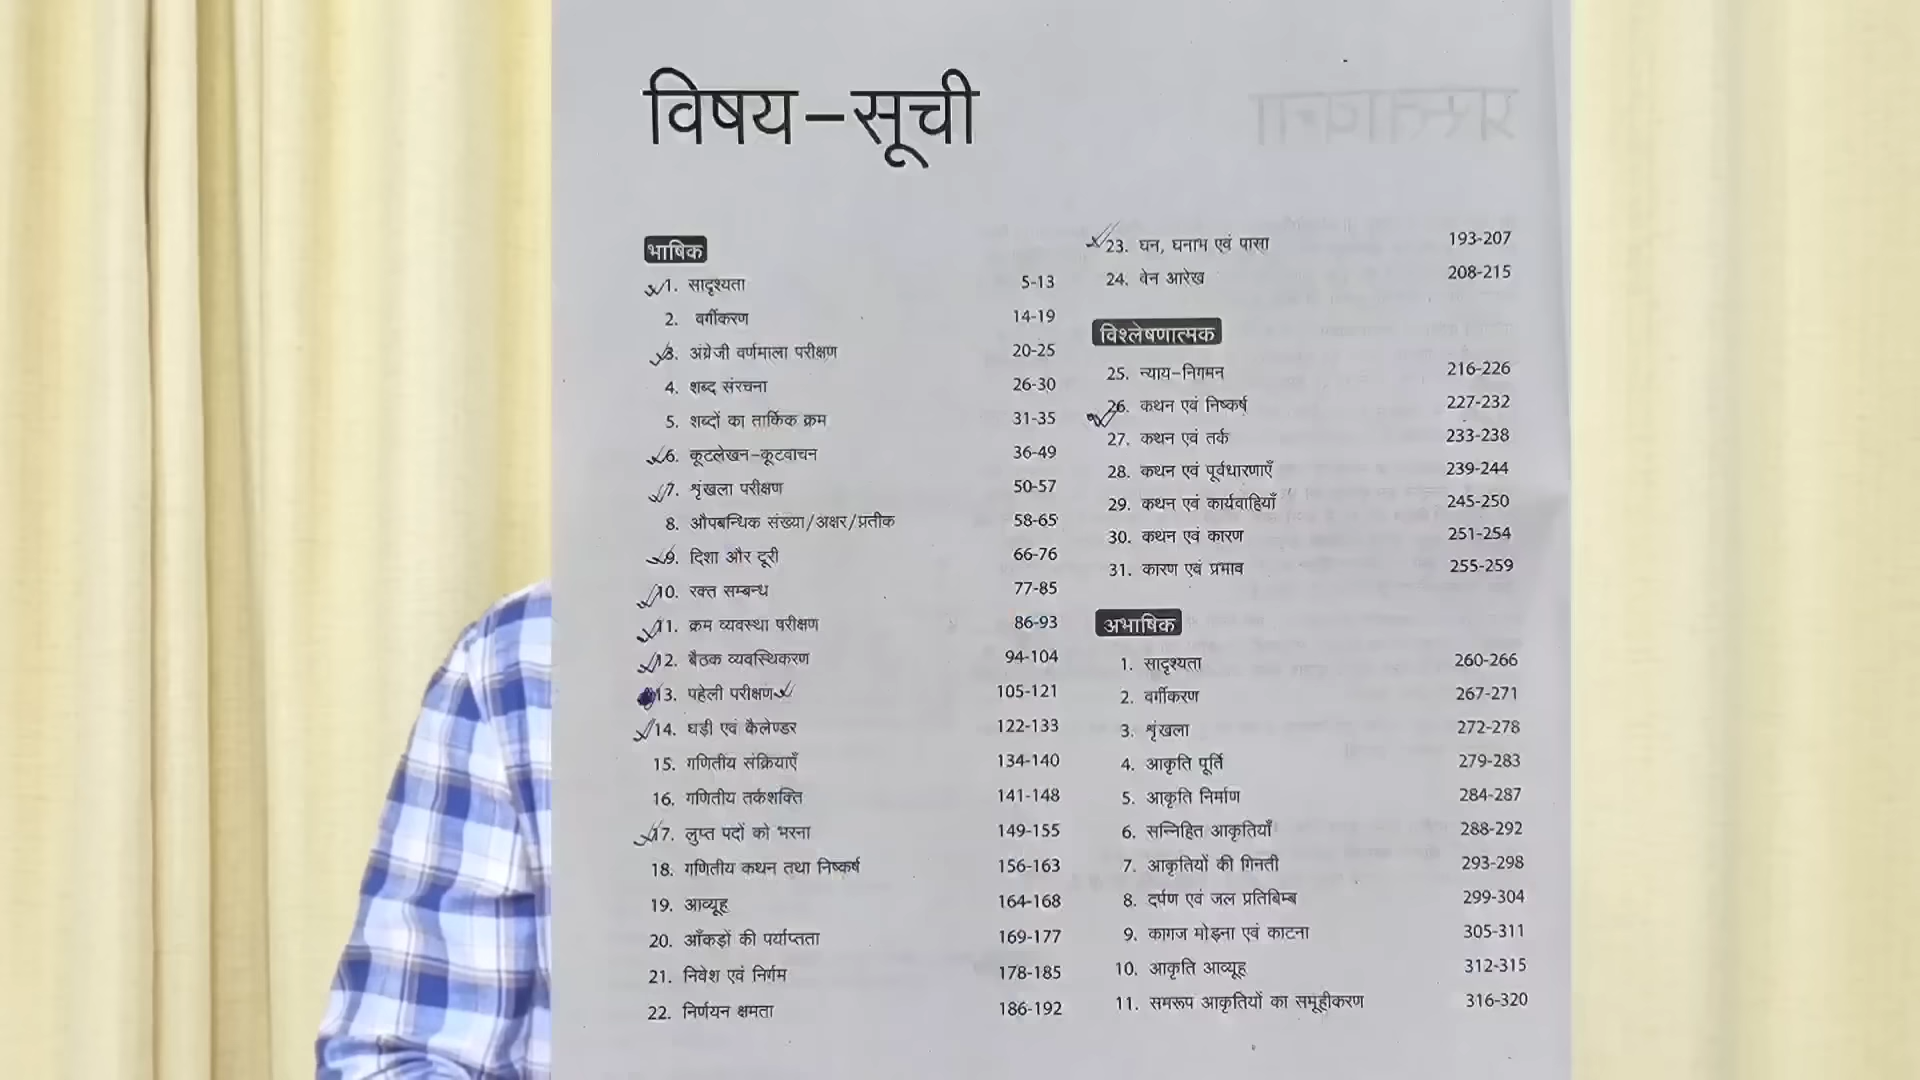 विषय-सूची
भाषिक
1. सादृश्यता 5-13
2. वर्गीकरण 14-19
3. अंग्रेजी वर्णमाला परीक्षण 20-25
4. शब्द संरचना 26-30
5. शब्दों का तार्किक क्रम 31-35
6. कूटलेखन-कूटवाचन 36-49
7. शृंखला परीक्षण 50-57
8. औपबन्धिक संख्या/अक्षर/प्रतीक 58-65
9. दिशा और दूरी 66-76
10. रक्त सम्बन्ध 77-85
11. क्रम व्यवस्था परीक्षण 86-93
12. बैठक व्यवस्थिकरण 94-104
13. पहेली परीक्षण 105-121
14. घड़ी एवं कैलेण्डर 122-133
15. गणितीय संक्रियाएँ 134-140
16. गणितीय तर्कशक्ति 141-148
17. लुप्त पदों को भरना 149-155
18. गणितीय कथन तथा निष्कर्ष 156-163
19. आव्यूह 164-168
20. आँकड़ों की पर्याप्तता 169-177
21. निवेश एवं निर्गम 178-185
22. निर्णयन क्षमता 186-192
23. घन, घनाभ एवं पासा 193-207
24. वेन आरेख 208-215
विश्लेषणात्मक
25. न्याय-निगमन 216-226
26. कथन एवं निष्कर्ष 227-232
27. कथन एवं तर्क 233-238
28. कथन एवं पूर्वधारणाएँ 239-244
29. कथन एवं कार्यवाहियाँ 245-250
30. कथन एवं कारण 251-254
31. कारण एवं प्रभाव 255-259
अभाषिक
1. सादृश्यता 260-266
2. वर्गीकरण 267-271
3. शृंखला 272-278
4. आकृति पूर्ति 279-283
5. आकृति निर्माण 284-287
6. सन्निहित आकृतियाँ 288-292
7. आकृतियों की गिनती 293-298
8. दर्पण एवं जल प्रतिबिम्ब 299-304
9. कागज मोड़ना एवं काटना 305-311
10. आकृति आव्यूह 312-315
11. समरूप आकृतियों का समूहीकरण 316-320
प्रस्तावना